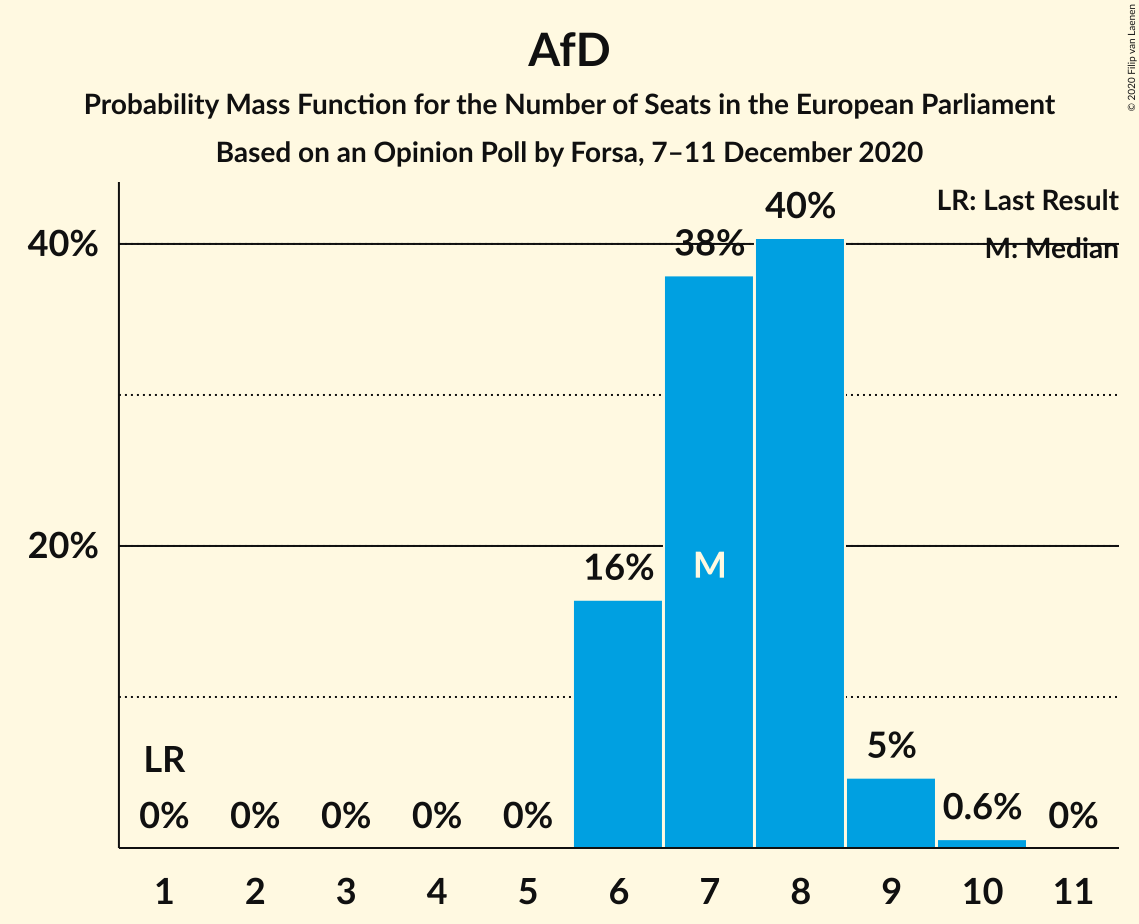 AfD
Probability Mass Function for the Number of Seats in the European Parliament
Based on an Opinion Poll by Forsa, 7–11 December 2020
© 2020 Filip van Laenen
LR: Last Result
M: Median
40%
20%
LR
0%
0%
0%
0%
0%
16%
38%
M
40%
5%
0.6%
0%
1 2 3 4 5 6 7 8 9 10 11